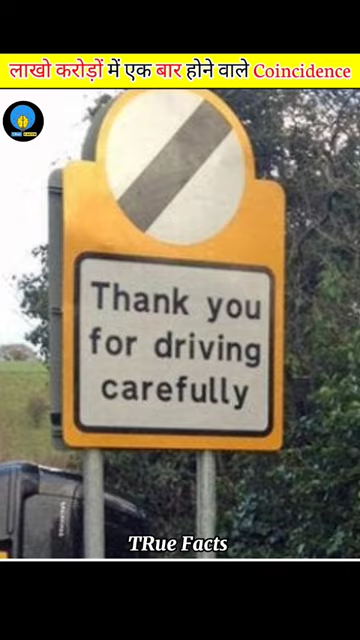 लाखो करोड़ों में एक बार होने वाले Coincidence
Thank you
for driving
carefully
TRue Facts